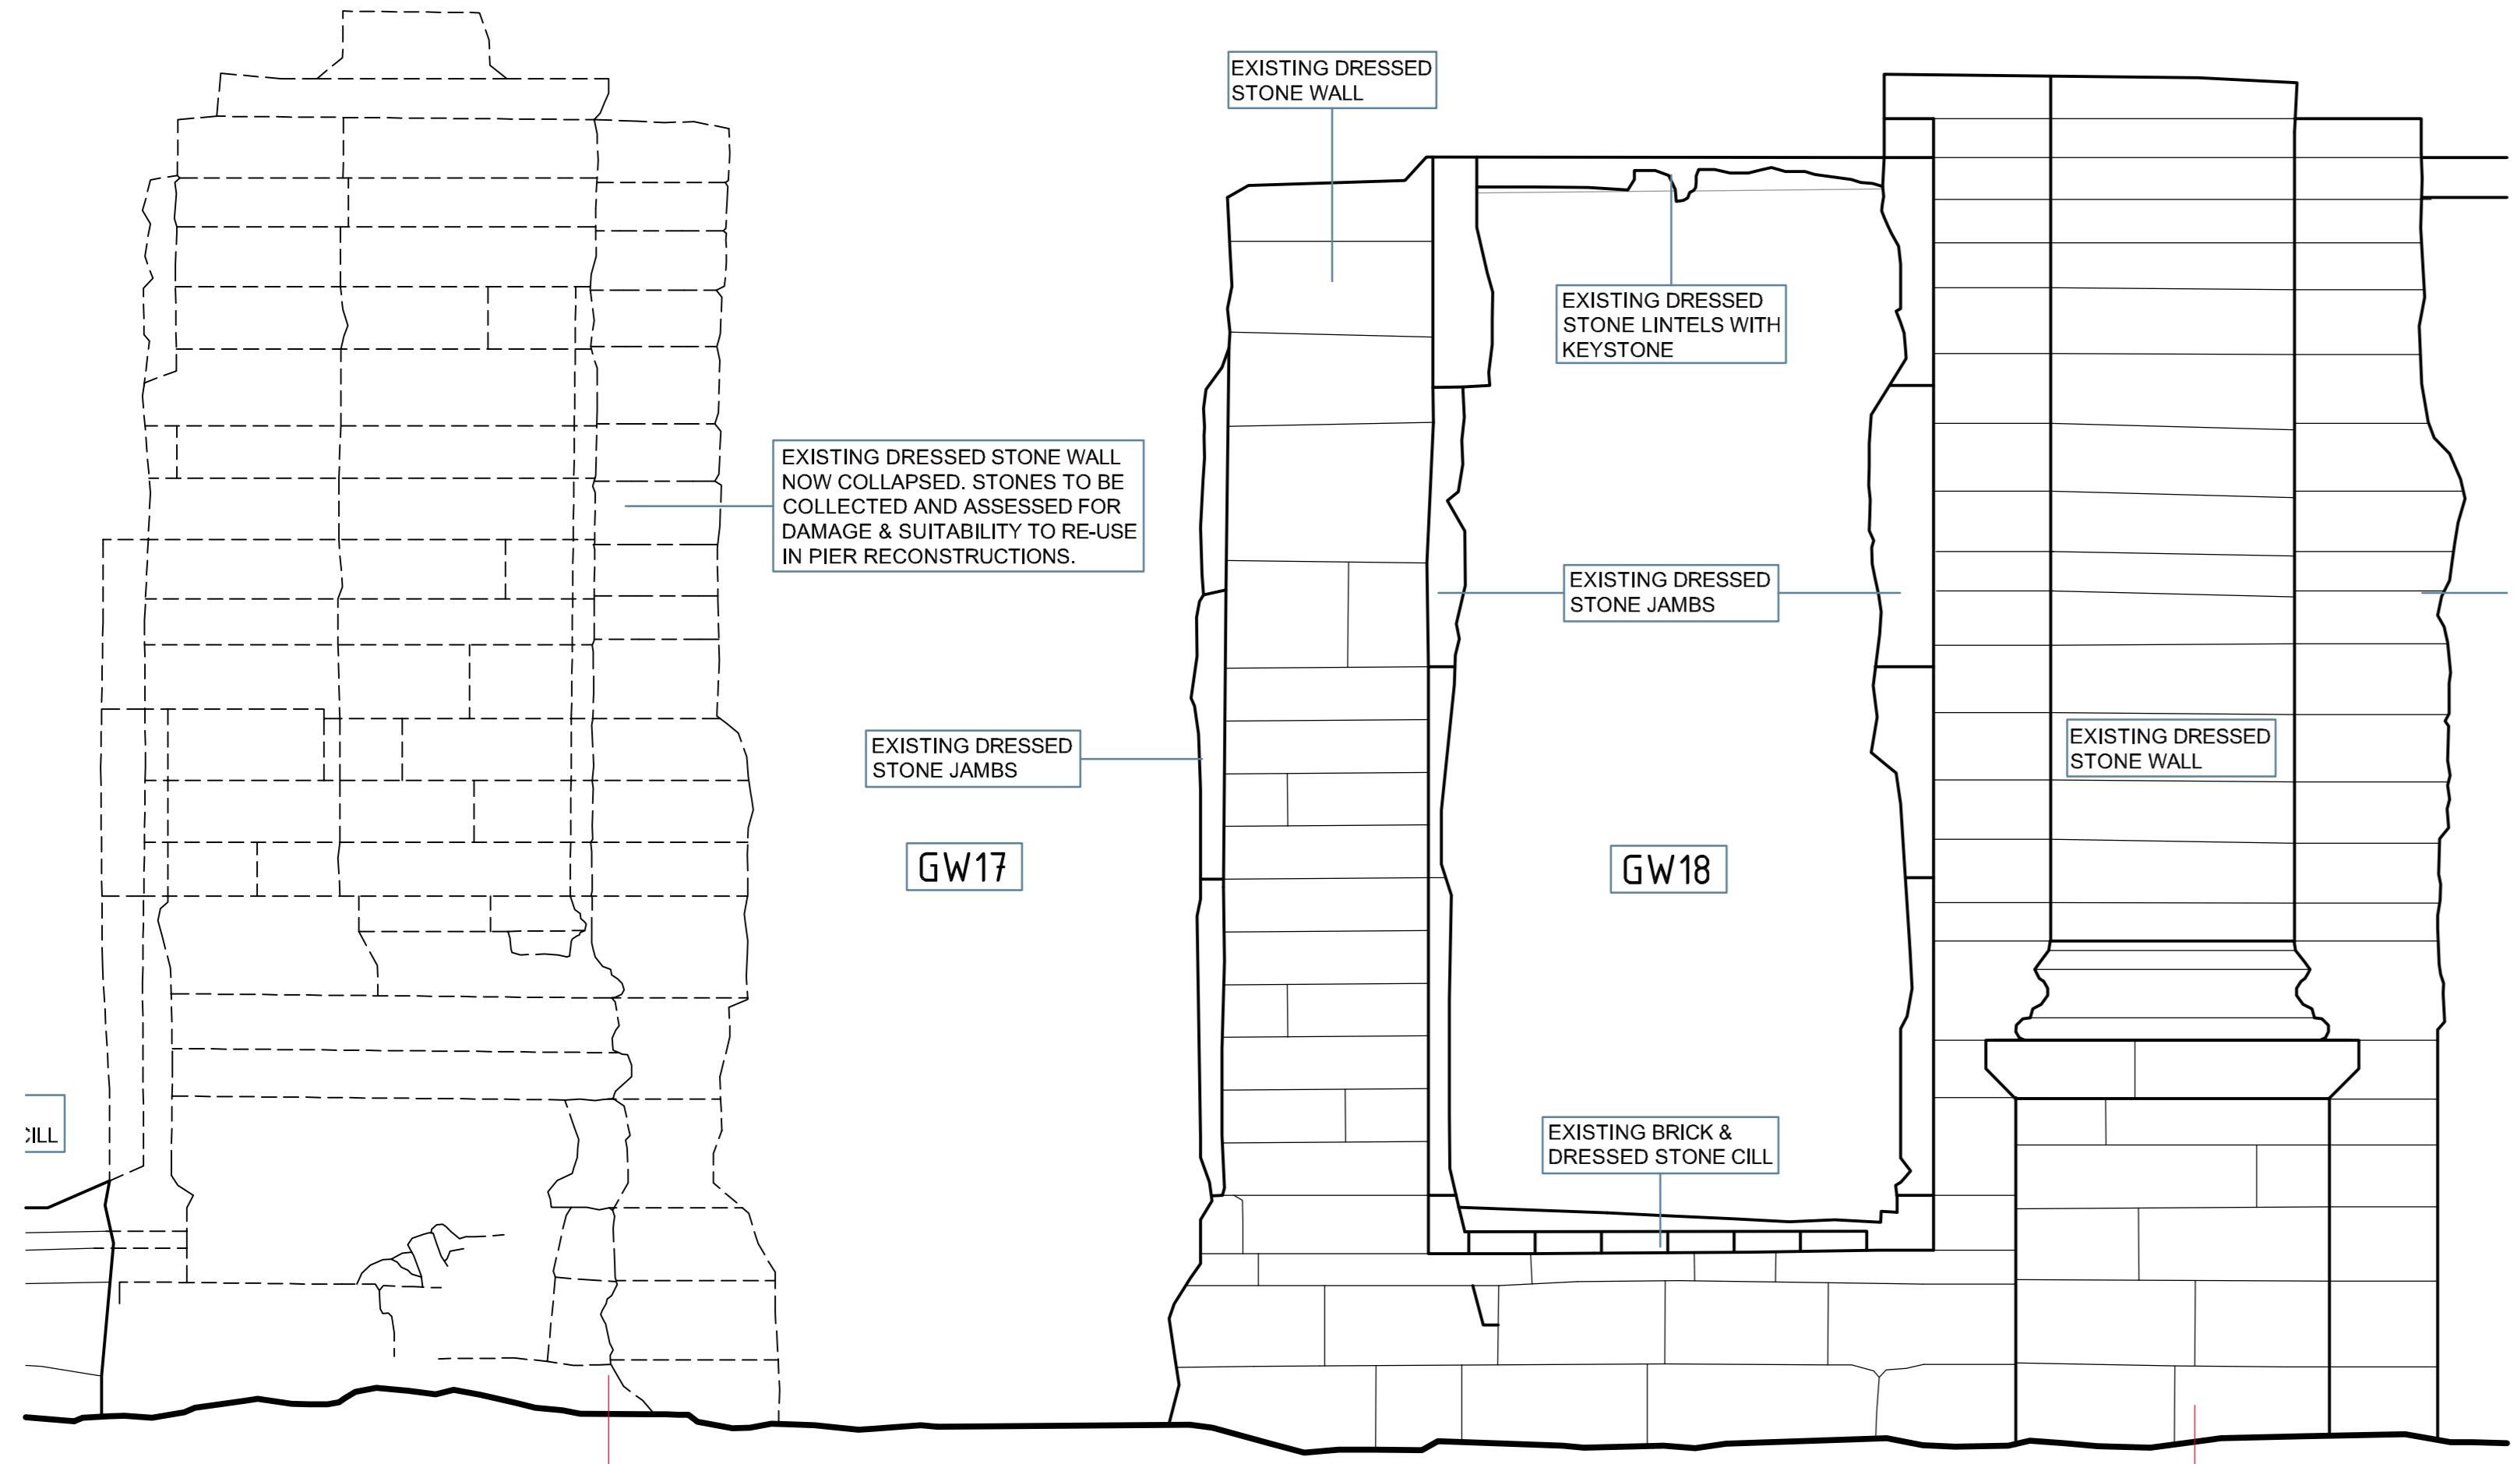 EXISTING DRESSED
STONE WALL
EXISTING DRESSED
STONE LINTELS WITH
KEYSTONE
EXISTING DRESSED STONE WALL
NOW COLLAPSED. STONES TO BE
COLLECTED AND ASSESSED FOR
DAMAGE & SUITABILITY TO RE-USE
IN PIER RECONSTRUCTIONS.
EXISTING DRESSED
STONE JAMBS
EXISTING DRESSED
STONE JAMBS
EXISTING DRESSED
STONE WALL
GW17
GW18
CILL
EXISTING BRICK &
DRESSED STONE CILL